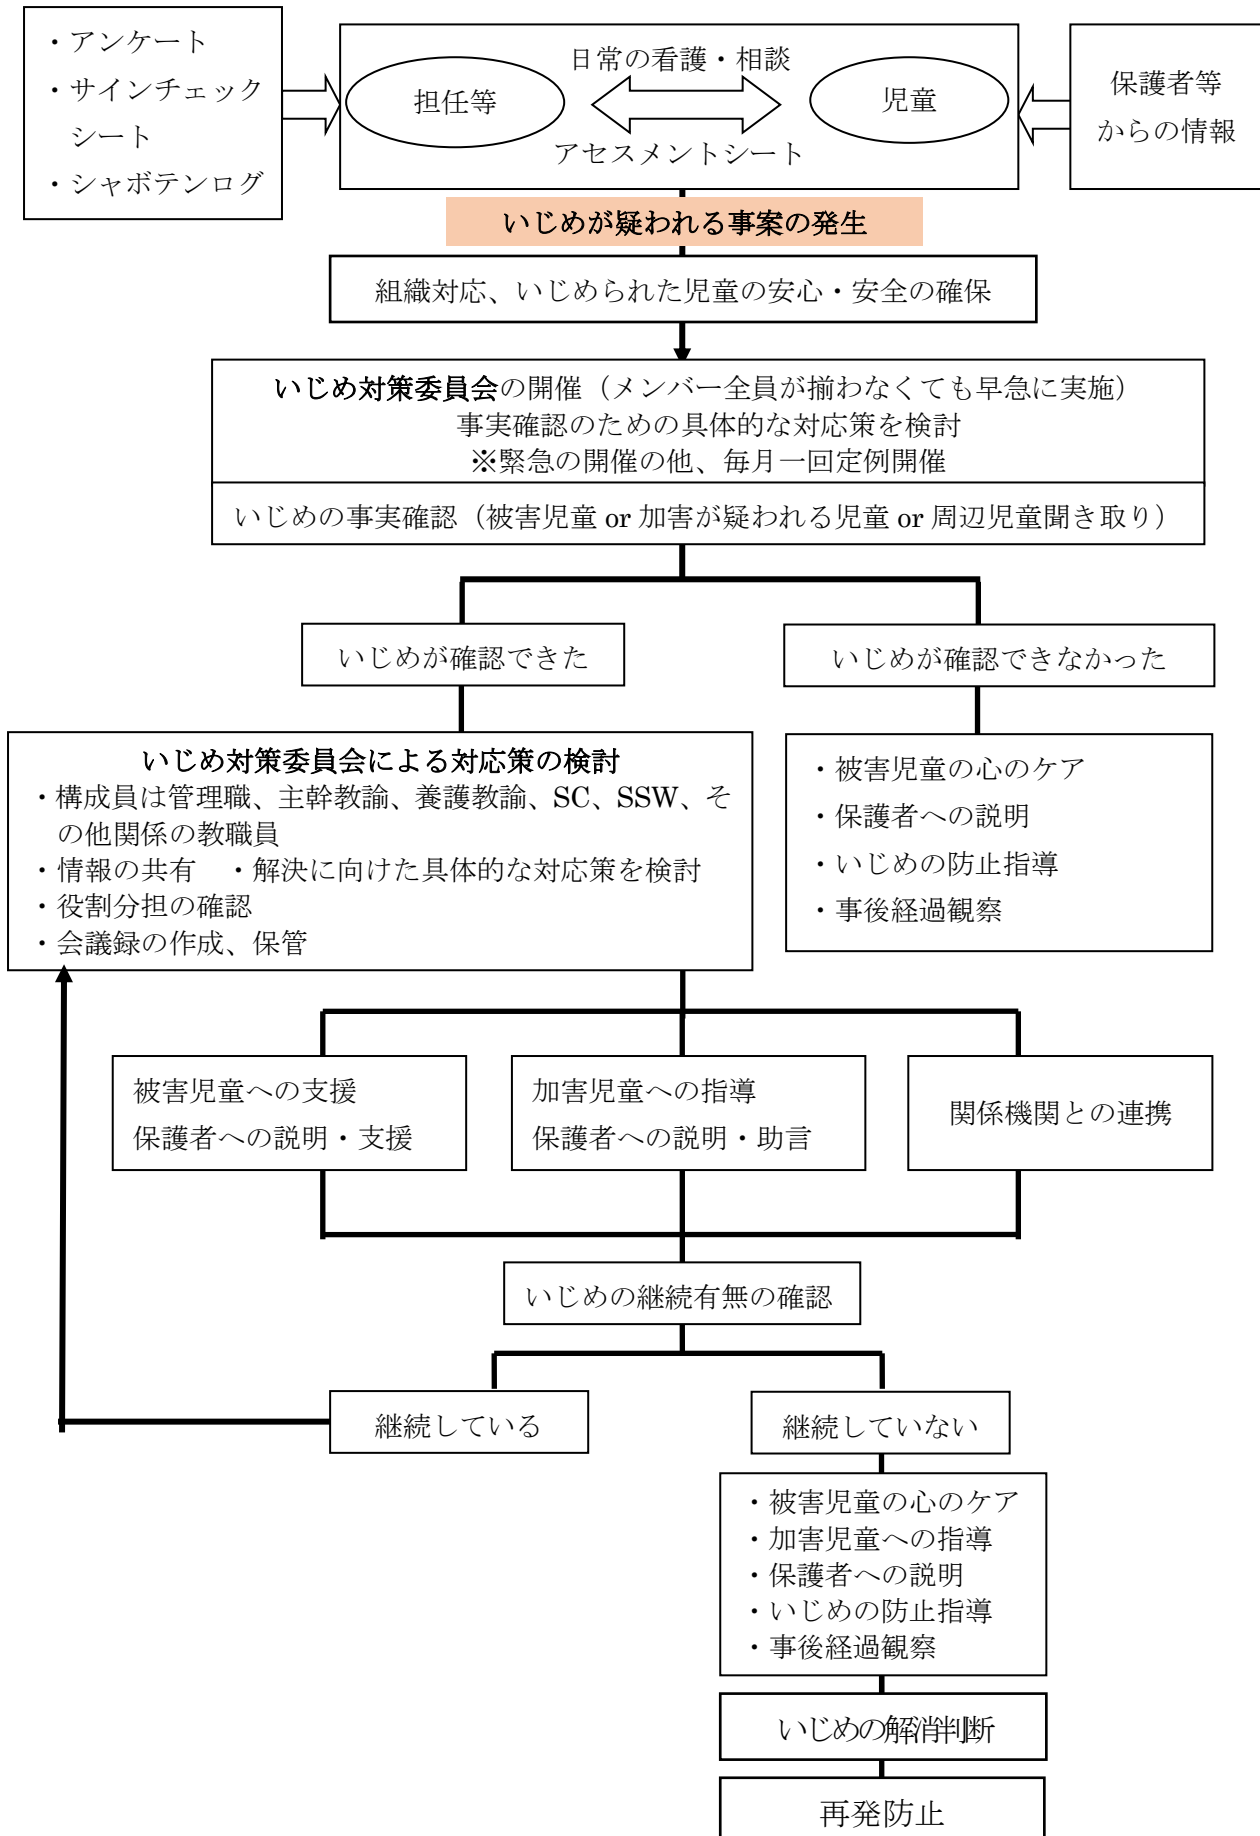 ・アンケート
・サインチェック
シート
・シャボテンログ
日常の看護・相談
担任等
児童
アセスメントシート
保護者等
からの情報
いじめが疑われる事案の発生
組織対応、いじめられた児童の安心・安全の確保
いじめ対策委員会の開催（メンバー全員が揃わなくても早急に実施）
事実確認のための具体的な対応策を検討
※緊急の開催の他、毎月一回定例開催
いじめの事実確認（被害児童 or 加害が疑われる児童 or 周辺児童聞き取り）
いじめが確認できた
いじめが確認できなかった
いじめ対策委員会による対応策の検討
・構成員は管理職、主幹教諭、養護教諭、SC、SSW、そ
の他関係の教職員
・情報の共有　・解決に向けた具体的な対応策を検討
・役割分担の確認
・会議録の作成、保管
・被害児童の心のケア
・保護者への説明
・いじめの防止指導
・事後経過観察
被害児童への支援
保護者への説明・支援
加害児童への指導
保護者への説明・助言
関係機関との連携
いじめの継続有無の確認
継続している
継続していない
・被害児童の心のケア
・加害児童への指導
・保護者への説明
・いじめの防止指導
・事後経過観察
いじめの解消判断
再発防止